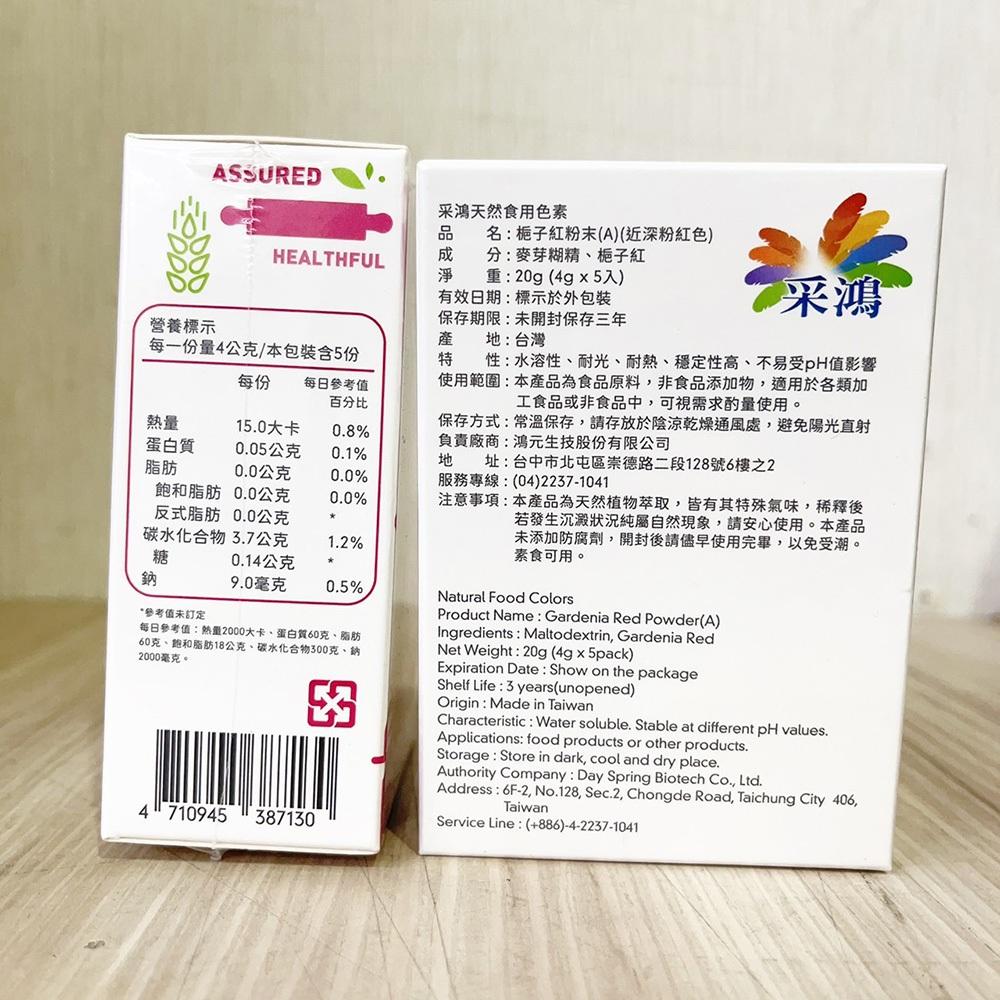 ASSURED
HEALTHFUL
營養標示
每一份量4公克/本包裝含5份
每份 每日參考值
百分比
熱量 15.0大卡 0.8%
蛋白質 0.05公克 0.1%
脂肪 0.0公克 0.0%
飽和脂肪 0.0公克 0.0%
反式脂肪 0.0公克 *
碳水化合物 3.7公克 1.2%
糖 0.14公克 *
鈉 9.0毫克 0.5%
*參考值未訂定
每日參考值：熱量2000大卡、蛋白質60克、脂肪
60克、飽和脂肪18公克、碳水化合物300克、鈉
2000毫克。
4 710945 387130
采鴻天然食用色素
品 名：梔子紅粉末(A)(近深粉紅色)
成 分：麥芽糊精、梔子紅
淨 重：20g (4g x 5入)
有效日期：標示於外包裝
保存期限：未開封保存三年
產 地：台灣
特 性：水溶性、耐光、耐熱、穩定性高、不易受pH值影響
使用範圍：本產品為食品原料，非食品添加物，適用於各類加
工食品或非食品中，可視需求酌量使用。
保存方式：常溫保存，請存放於陰涼乾燥通風處，避免陽光直射
負責廠商：鴻元生技股份有限公司
地 址：台中市北屯區崇德路二段128號6樓之2
服務專線：(04)2237-1041
注意事項：本產品為天然植物萃取，皆有其特殊氣味，稀釋後
若發生沉澱狀況純屬自然現象，請安心使用。本產品
未添加防腐劑，開封後請儘早使用完畢，以免受潮。
素食可用。
采鴻
Natural Food Colors
Product Name : Gardenia Red Powder(A)
Ingredients : Maltodextrin, Gardenia Red
Net Weight : 20g (4g x 5pack)
Expiration Date : Show on the package
Shelf Life : 3 years(unopened)
Origin : Made in Taiwan
Characteristic : Water soluble. Stable at different pH values.
Applications: food products or other products.
Storage : Store in dark, cool and dry place.
Authority Company : Day Spring Biotech Co., Ltd.
Address : 6F-2, No.128, Sec.2, Chongde Road, Taichung City 406,
Taiwan
Service Line : (+886)-4-2237-1041